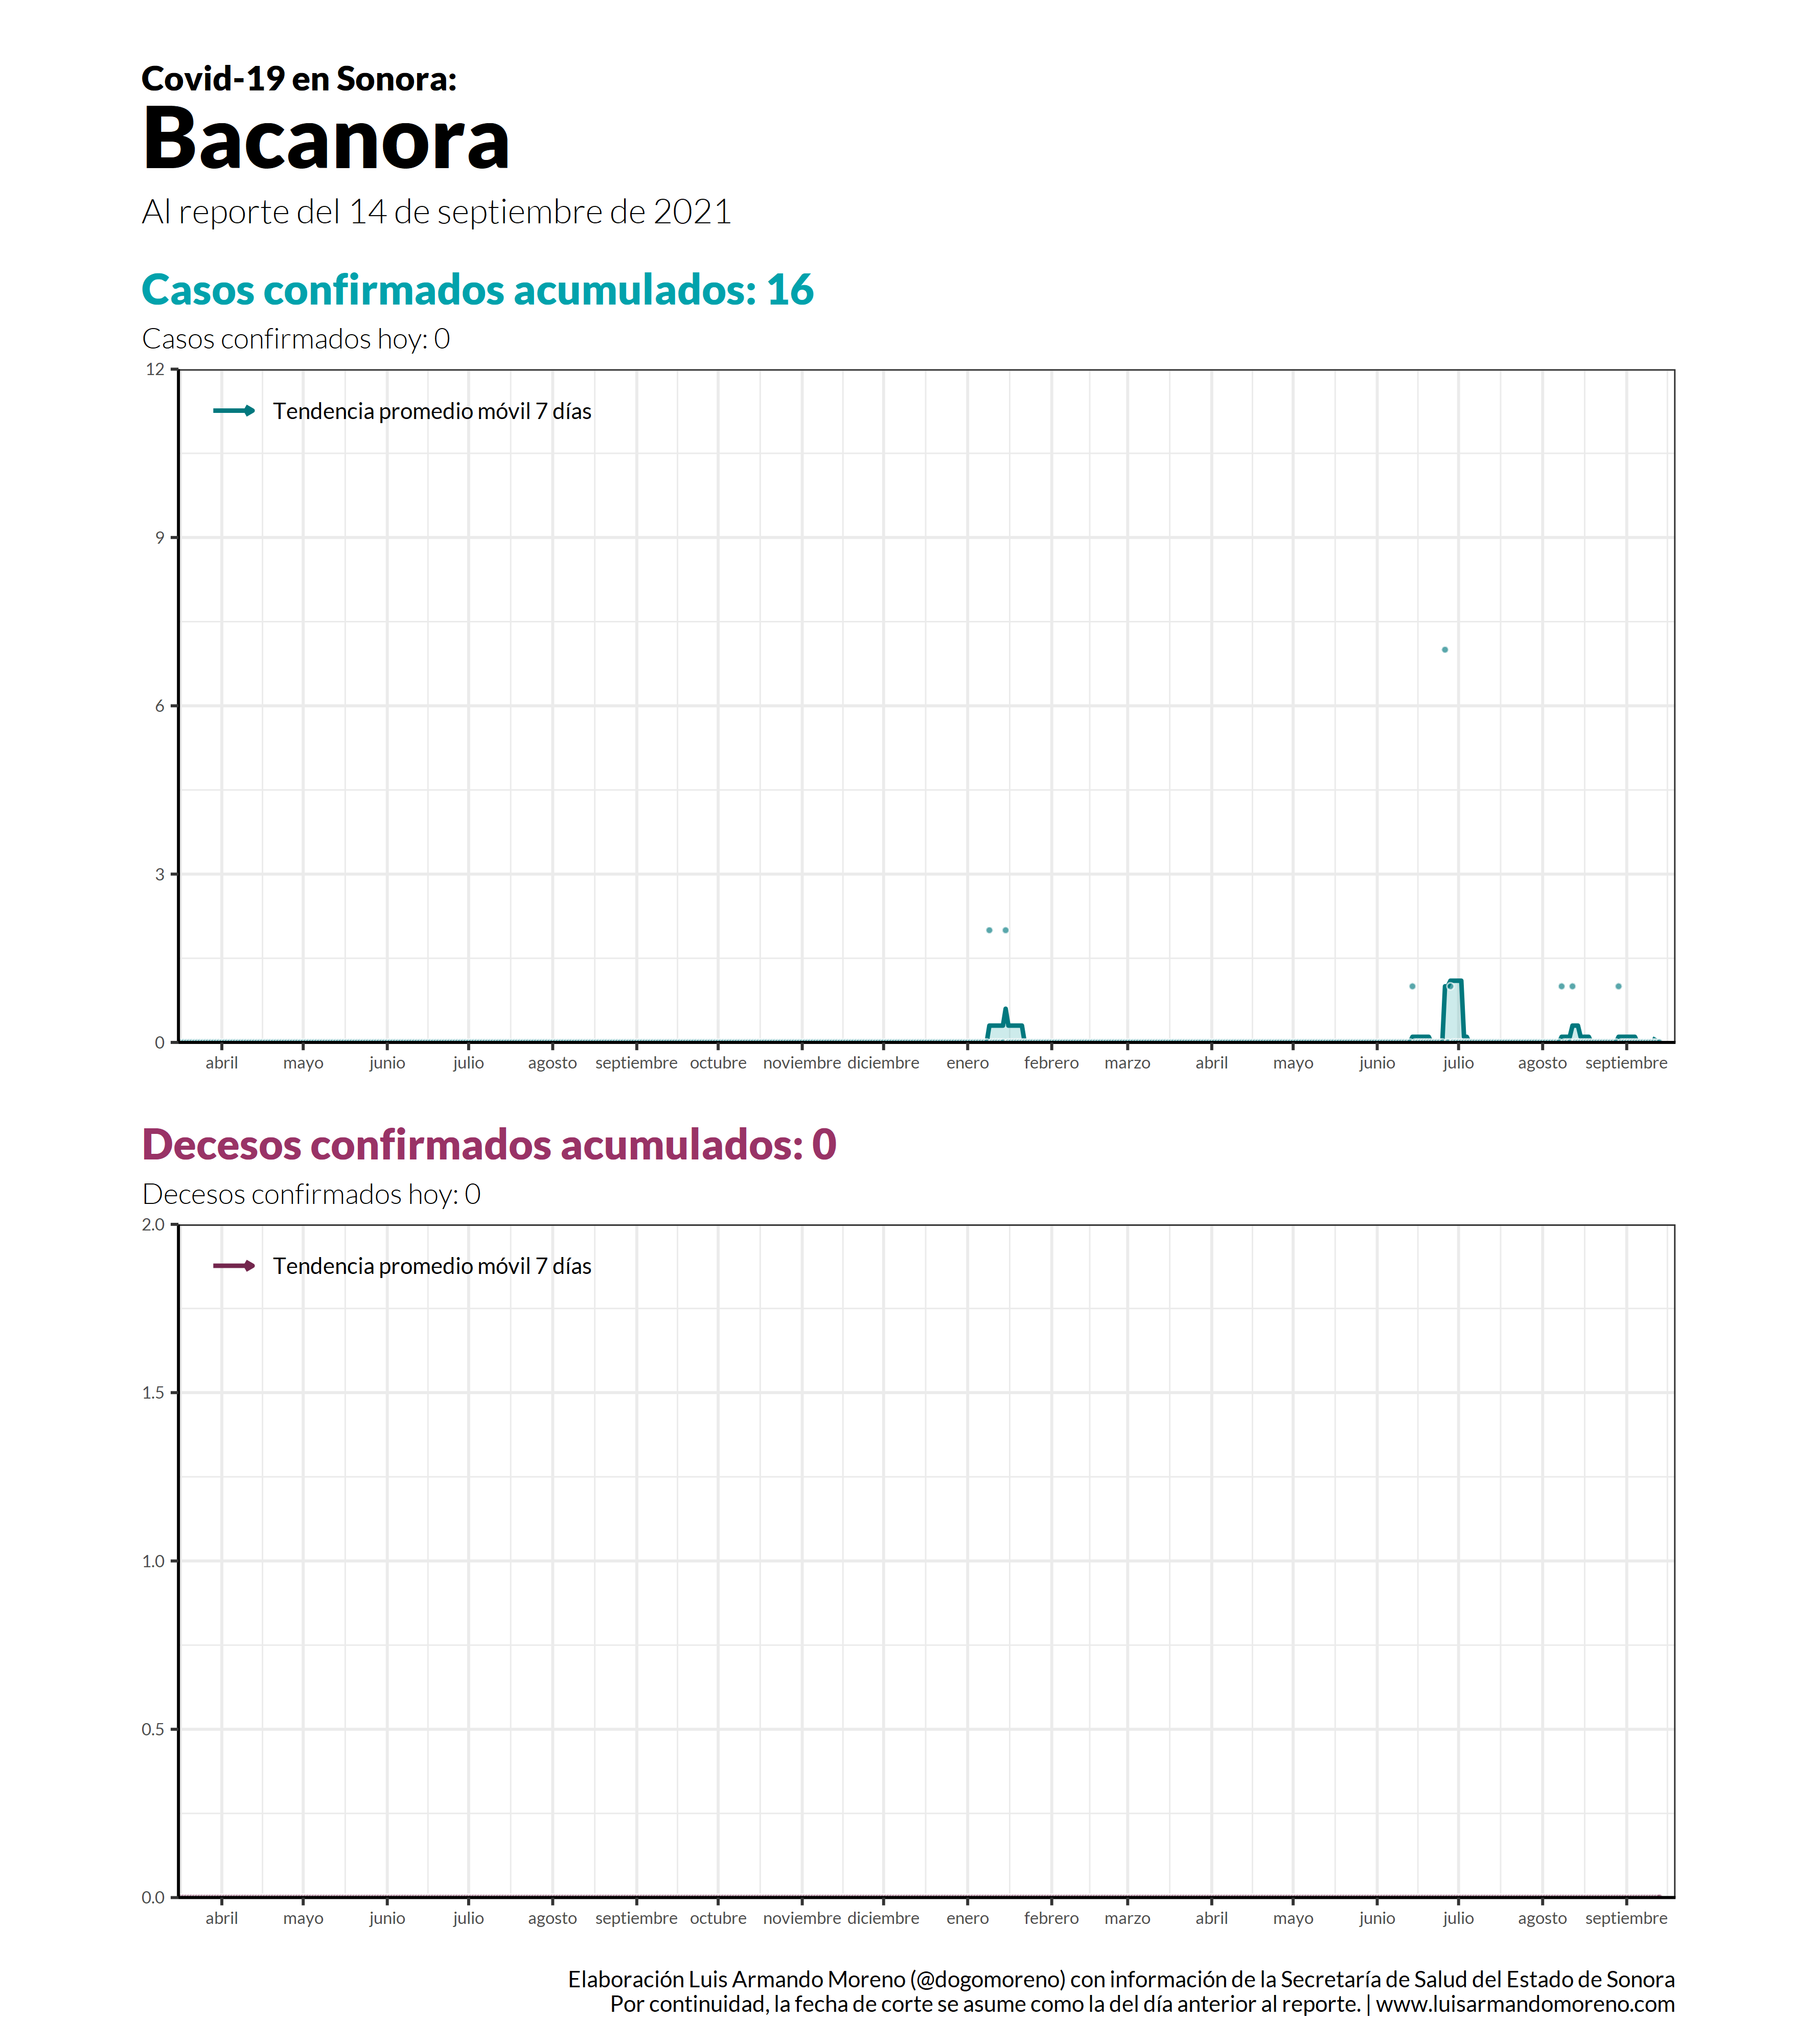 Covid-19 en Sonora:
Bacanora
Al reporte del 14 de septiembre de 2021
Casos confirmados acumulados: 16
Casos confirmados hoy: 0
12
Tendencia promedio móvil 7 días
9
6
3
0
abril mayo junio julio agosto septiembre octubre noviembre diciembre enero febrero marzo abril mayo junio julio agosto septiembre
Decesos confirmados acumulados: 0
Decesos confirmados hoy: 0
2.0
Tendencia promedio móvil 7 días
1.5
1.0
0.5
0.0
abril mayo junio julio agosto septiembre octubre noviembre diciembre enero febrero marzo abril mayo junio julio agosto septiembre
Elaboración Luis Armando Moreno (@dogomoreno) con información de la Secretaría de Salud del Estado de Sonora
Por continuidad, la fecha de corte se asume como la del día anterior al reporte. | www.luisarmandomoreno.com